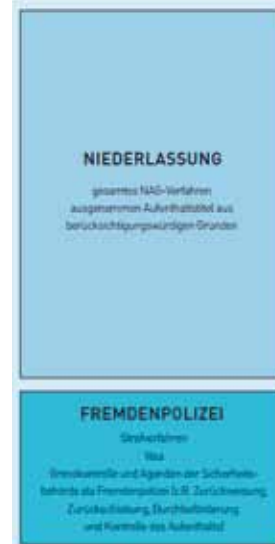 NIEDERLASSUNG
gesamtes NAG-Verfahren
ausgenommen Aufenthaltstitel aus
berücksichtigungswürdigen Gründen
FREMDENPOLIZEI
Strafverfahren
Visa
Grenzkontrolle und Agenden der Sicherheits-
behörde als Fremdenpolizei (z.B. Zurückweisung,
Zurückschiebung, Durchbeförderung
und Kontrolle des Aufenthalts)